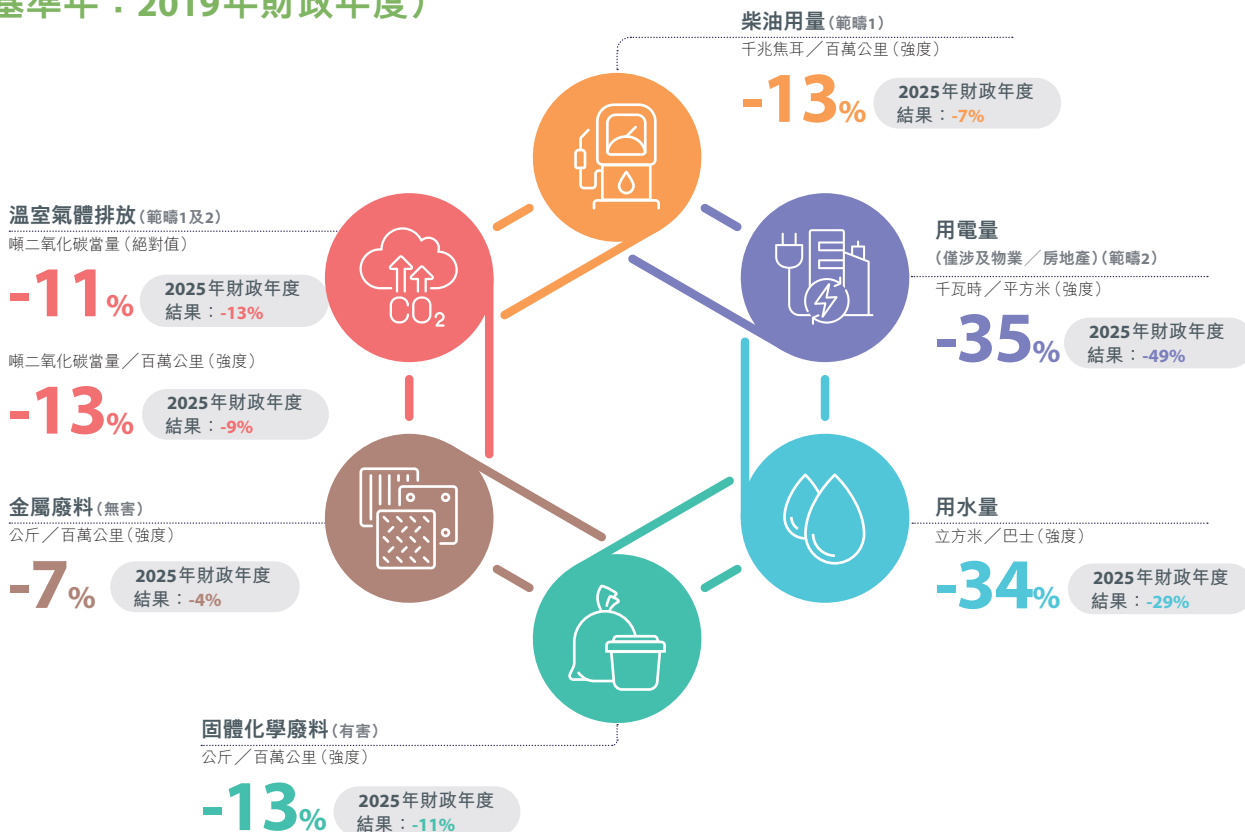 基準年：2019年財政年度）
柴油用量（範疇1）
千兆焦耳／百萬公里（強度）
-13%
2025年財政年度
結果：-7%
溫室氣體排放（範疇1及2）
噸二氧化碳當量（絕對值）
-11%
2025年財政年度
結果：-13%
噸二氧化碳當量／百萬公里（強度）
-13%
2025年財政年度
結果：-9%
CO2
用電量
（僅涉及物業／房地產）（範疇2）
千瓦時／平方米（強度）
-35%
2025年財政年度
結果：-49%
金屬廢料（無害）
公斤／百萬公里（強度）
-7%
2025年財政年度
結果：-4%
用水量
立方米／巴士（強度）
-34%
2025年財政年度
結果：-29%
固體化學廢料（有害）
公斤／百萬公里（強度）
-13%
2025年財政年度
結果：-11%